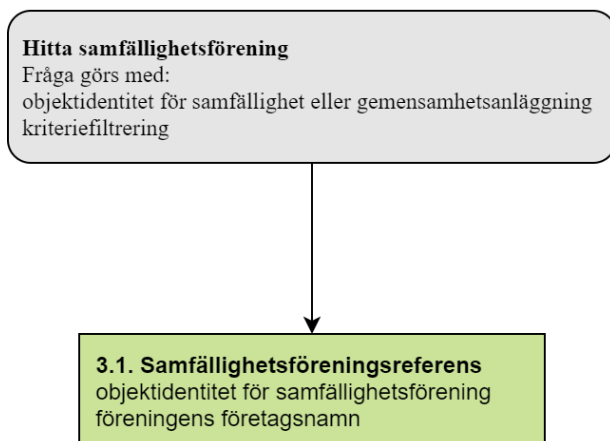 Hitta samfällighetsförening
Fråga görs med:
objektidentitet för samfällighet eller gemensamhetsanläggning
kriteriefiltrering
3.1. Samfällighetsföreningsreferens
objektidentitet för samfällighetsförening
föreningens företagsnamn